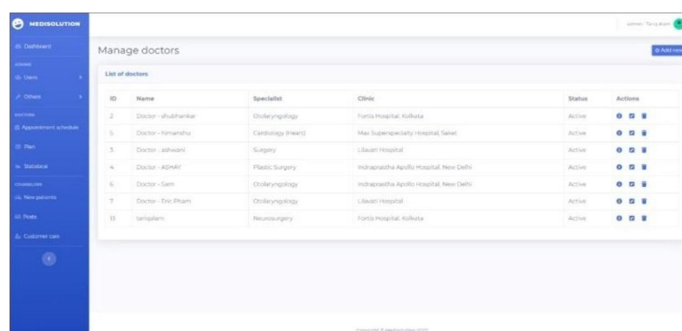 MEDISOLUTION
Dashboard
Manage doctors
Add new
Users
List of doctors
Others
ID Name Specialist Clinic Status Actions
2 Doctor - shubhankar Otolaryngology Fortis Hospital, Kolkata Active
Appointment schedule
5 Doctor - himanshu Cardiology (Heart) Max Superspecialty Hospital, Saket Active
Plan
3 Doctor - ashwani Surgery Lilavati Hospital Active
Statistical
4 Doctor - ABHAY Plastic Surgery Indraprastha Apollo Hospital, New Delhi Active
6 Doctor - Sam Otolaryngology Indraprastha Apollo Hospital, New Delhi Active
New patients
7 Doctor - Eric Pham Otolaryngology Lilavati Hospital Active
Posts
13 Neurosurgery Fortis Hospital, Kolkata Active
Customer care